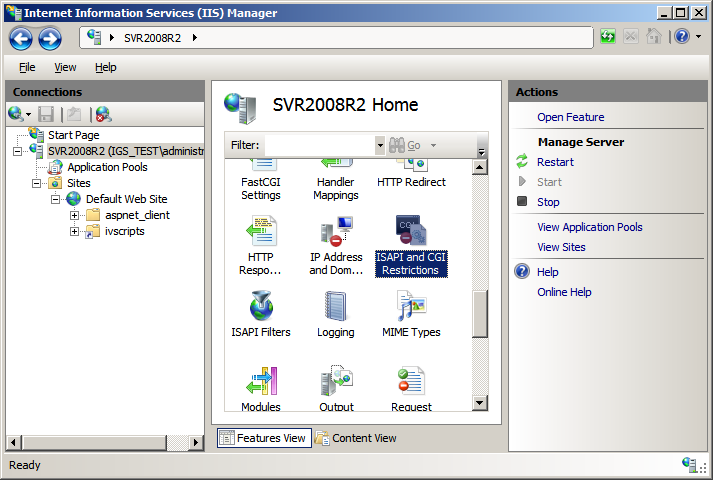 Internet Information Services (IIS) Manager
SVR2008R2
File View Help
Connections
Start Page
SVR2008R2 (IGS_TEST\administr
Application Pools
Sites
Default Web Site
aspnet_client
ivscripts
SVR2008R2 Home
Filter: Go
FastCGI
Settings
Handler
Mappings
HTTP Redirect
HTTP
Respo...
IP Address
and Dom...
ISAPI and CGI
Restrictions
ISAPI Filters
Logging
MIME Types
Modules
Output
Request
Features View
Content View
Actions
Open Feature
Manage Server
Restart
Start
Stop
View Application Pools
View Sites
Help
Online Help
Ready